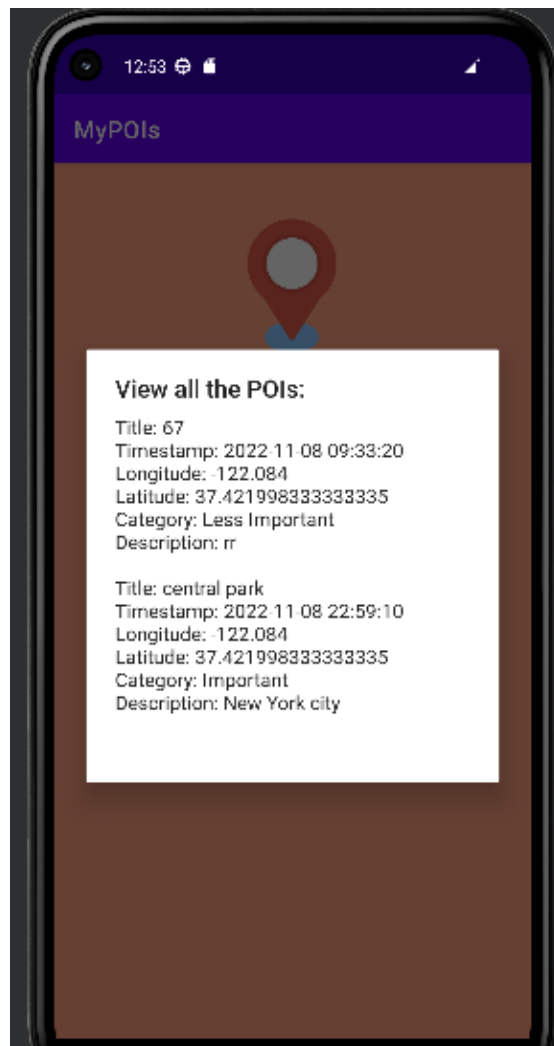 12:53
MyPOIs
View all the POIs:
Title: 67
Timestamp: 2022-11-08 09:33:20
Longitude: -122.084
Latitude: 37.421998333333335
Category: Less Important
Description: rr
Title: central park
Timestamp: 2022-11-08 22:59:10
Longitude: -122.084
Latitude: 37.421998333333335
Category: Important
Description: New York city